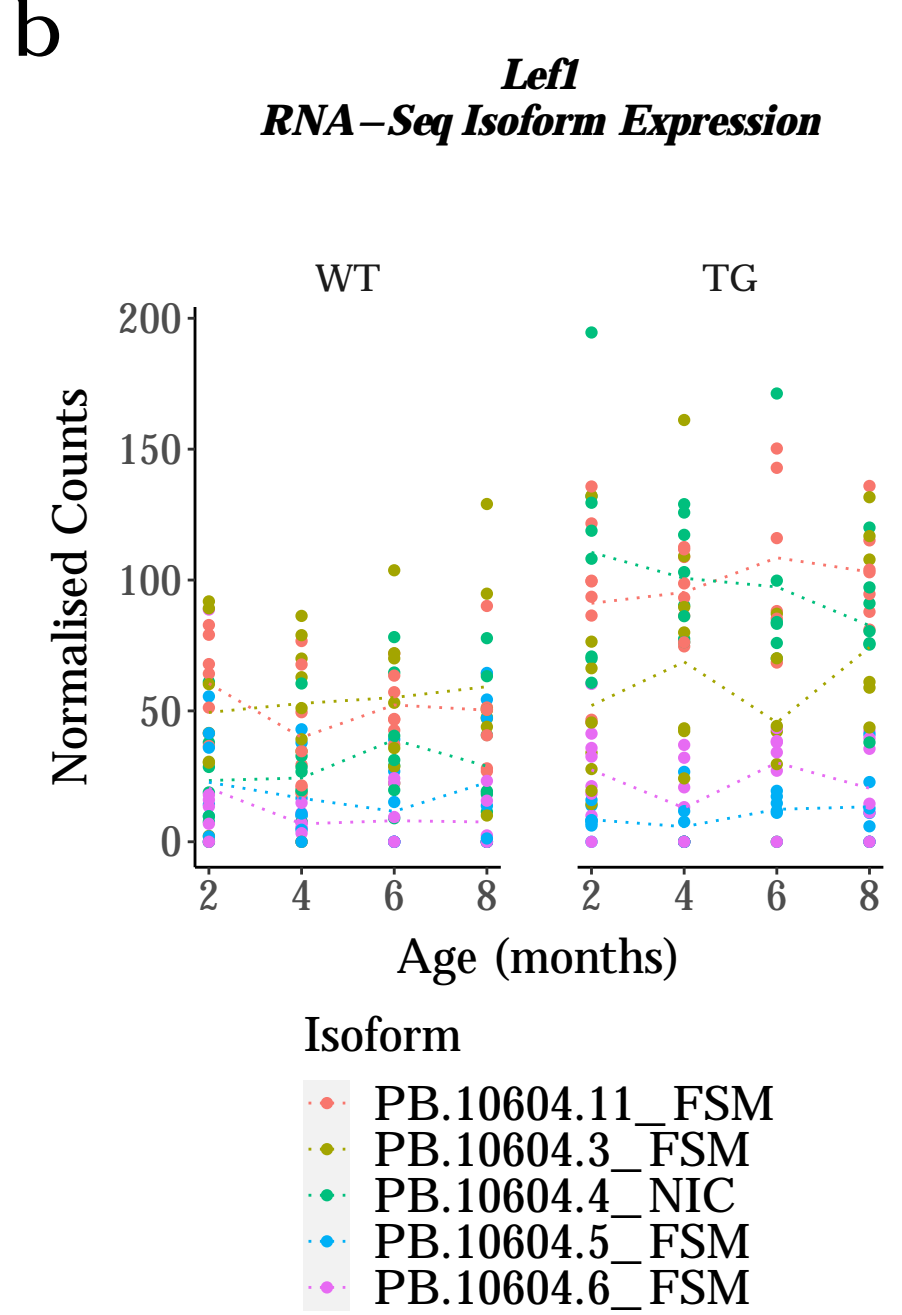 b
Lef1
RNA–Seq Isoform Expression
WT TG
200
150
100
50
0
Normalised Counts
2 4 6 8 2 4 6 8
Age (months)
Isoform
PB.10604.11_FSM
PB.10604.3_FSM
PB.10604.4_NIC
PB.10604.5_FSM
PB.10604.6_FSM